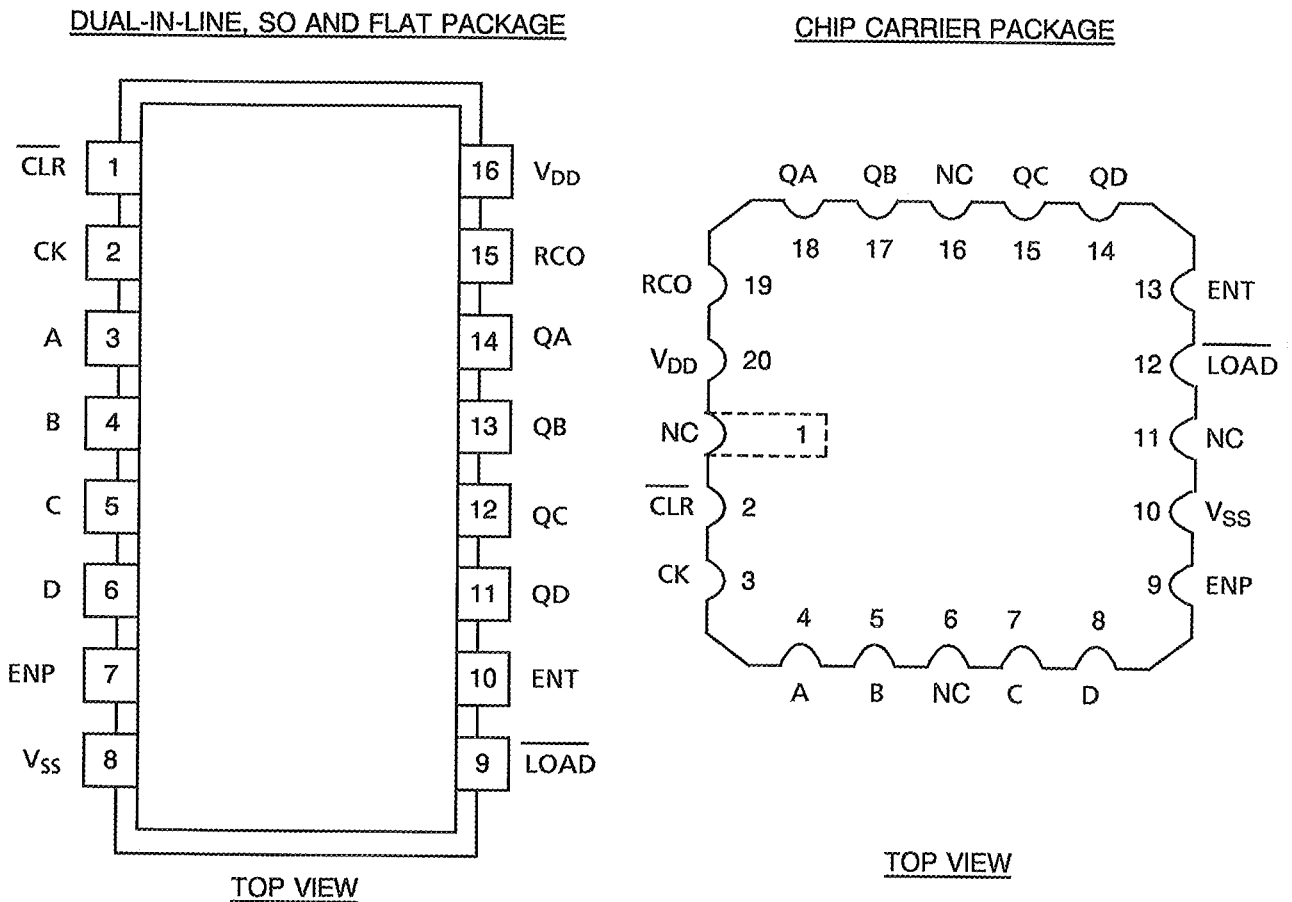 DUAL-IN-LINE, SO AND FLAT PACKAGE
CLR 1 16 VDD
CK 2 15 RCO
A 3 14 QA
B 4 13 QB
C 5 12 QC
D 6 11 QD
ENP 7 10 ENT
VSS 8 9 LOAD
TOP VIEW
CHIP CARRIER PACKAGE
QA QB NC QC QD
18 17 16 15 14
RCO 19 13 ENT
VDD 20 12 LOAD
NC 1 11 NC
CLR 2 10 VSS
CK 3 9 ENP
4 5 6 7 8
A B NC C D
TOP VIEW